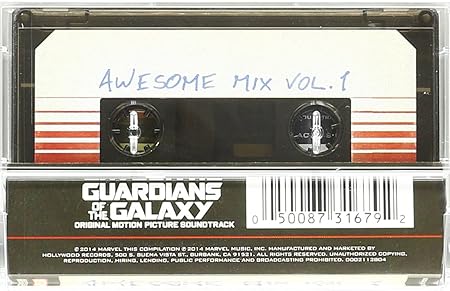 AWESOME MIX VOL. 1
GUARDIANS
OF THE GALAXY
ORIGINAL MOTION PICTURE SOUNDTRACK
0 50087 31679 2
℗2014 MARVEL THIS COMPILATION ℗2014 MARVEL MUSIC, INC. MANUFACTURED AND MARKETED BY
HOLLYWOOD RECORDS, 500 S. BUENA VISTA ST., BURBANK, CA 91521. ALL RIGHTS RESERVED. UNAUTHORIZED COPYING,
REPRODUCTION, HIRING, LENDING, PUBLIC PERFORMANCE AND BROADCASTING PROHIBITED. D002112804